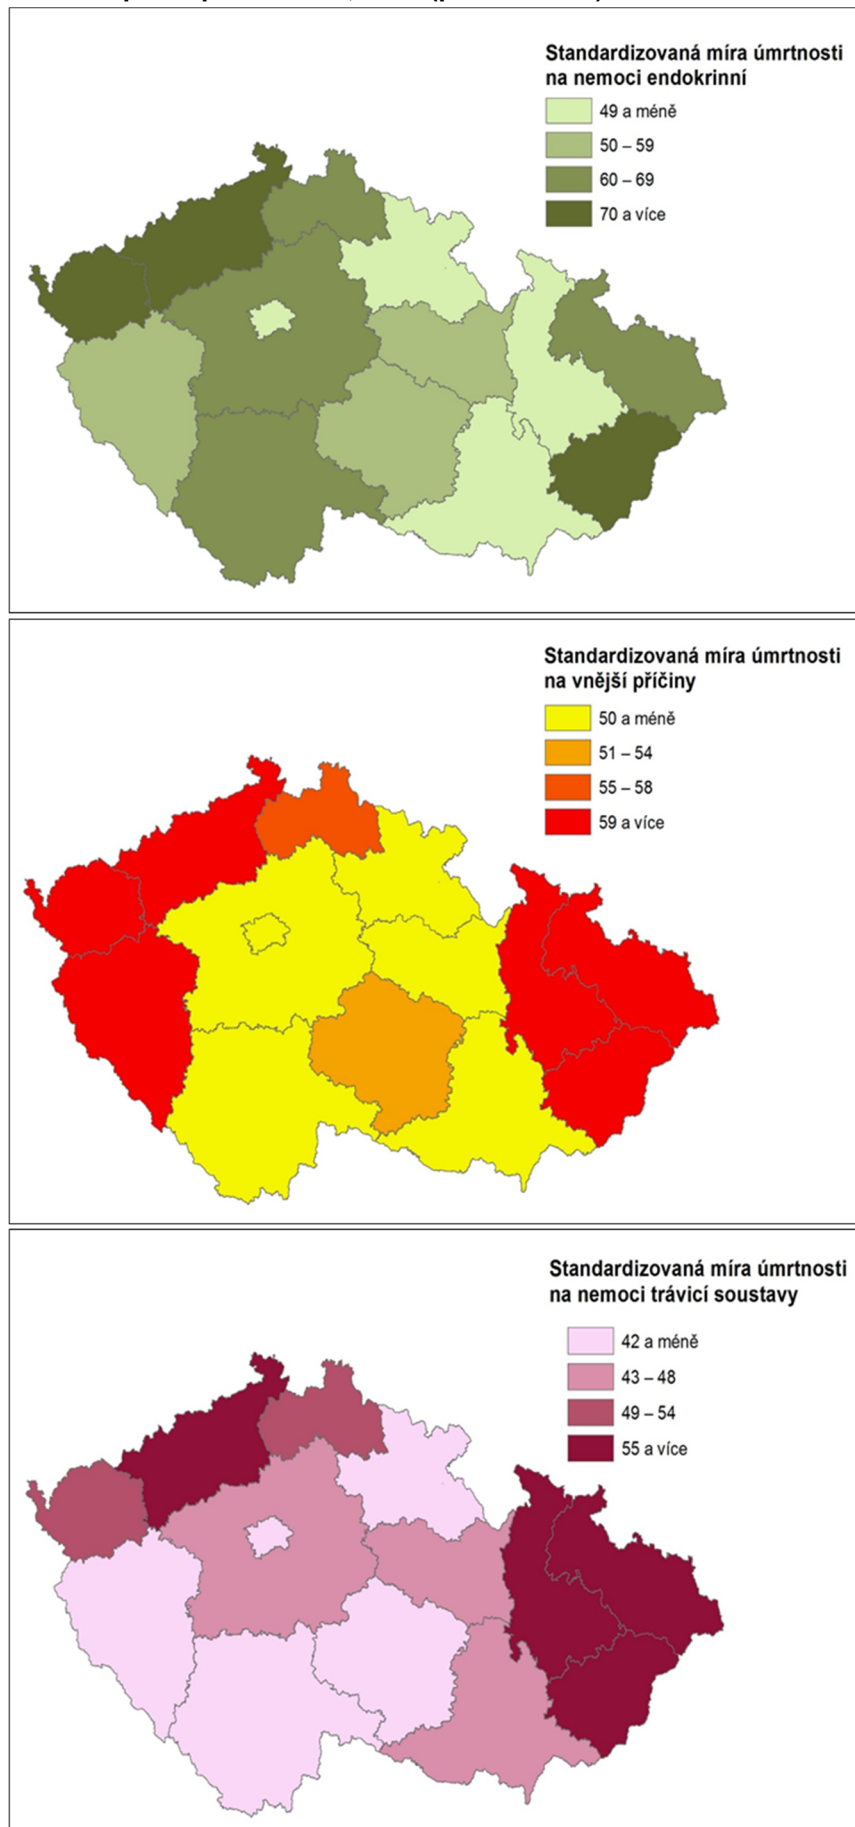 Standardizovaná míra úmrtnosti
na nemoci endokrinní
49 a méně
50 – 59
60 – 69
70 a více
Standardizovaná míra úmrtnosti
na vnější příčiny
50 a méně
51 – 54
55 – 58
59 a více
Standardizovaná míra úmrtnosti
na nemoci trávicí soustavy
42 a méně
43 – 48
49 – 54
55 a více